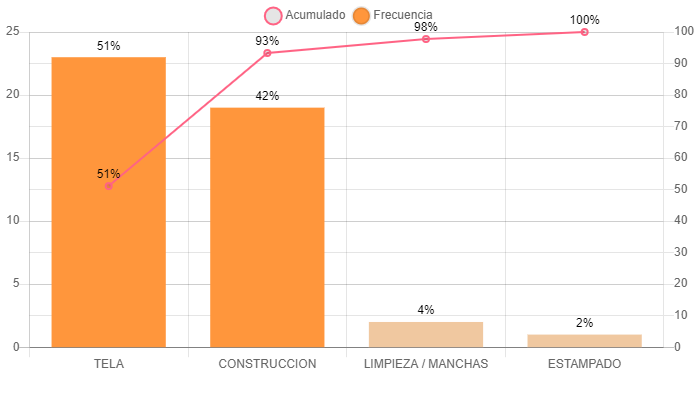 Acumulado Frecuencia
25 51% 93% 98% 100% 100
90
20 42% 80
70
15 60
51% 50
10 40
30
5 4% 2% 20
10
0 0
TELA CONSTRUCCION LIMPIEZA / MANCHAS ESTAMPADO